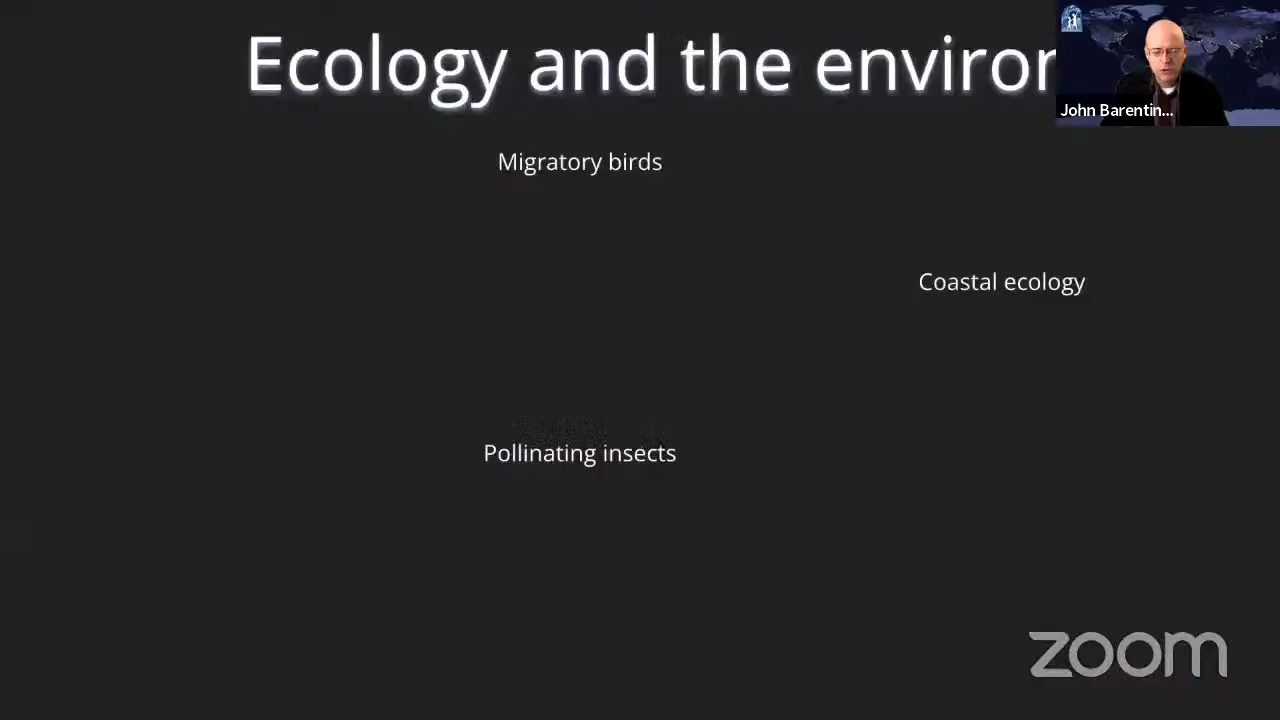 Ecology and the environ
John Barentin...
Migratory birds
Coastal ecology
Pollinating insects
zoom